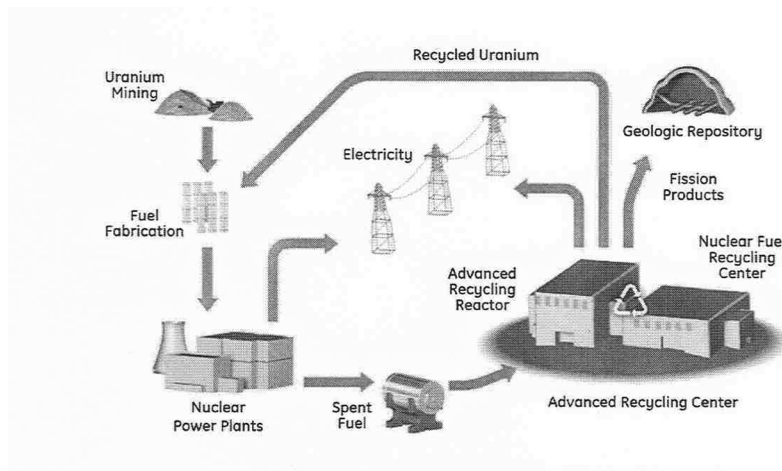 Recycled Uranium
Uranium
Mining
Geologic Repository
Electricity
Fission
Products
Fuel
Fabrication
Nuclear Fuel
Recycling
Center
Advanced
Recycling
Reactor
Nuclear
Power Plants
Spent
Fuel
Advanced Recycling Center